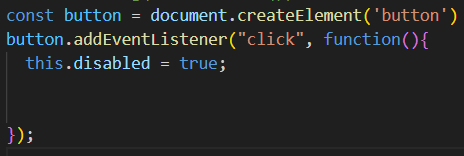 const button = document.createElement('button')
button.addEventListener("click", function(){
  this.disabled = true;
});